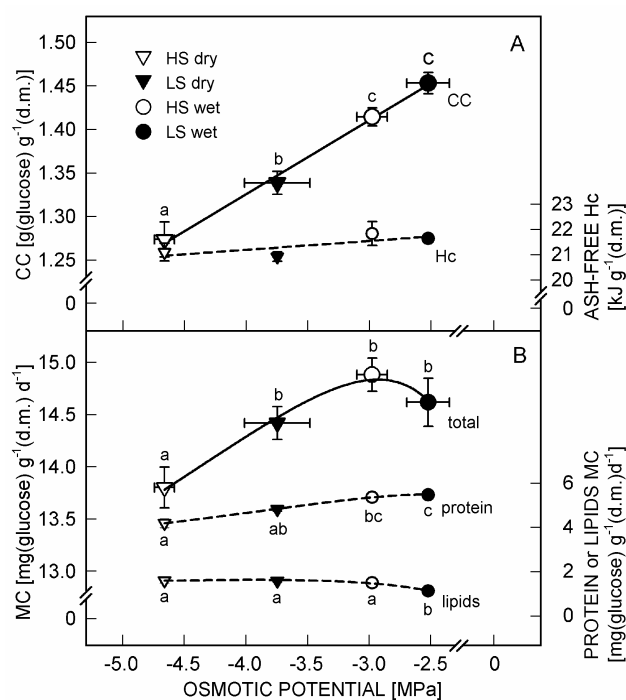 A
HS dry
LS dry
HS wet
LS wet
CC [g(glucose) g⁻¹(d.m.)]
1.50
1.45
1.40
1.35
1.30
1.25
0
a
b
c
c
CC
Hc
23
22
21
20
0
ASH-FREE Hc
[kJ g⁻¹(d.m.)]
B
MC [mg(glucose) g⁻¹(d.m.) d⁻¹]
15.0
14.5
14.0
13.5
13.0
0
a
b
b
b
total
a
ab
bc
c
protein
a
a
a
b
lipids
6
4
2
0
PROTEIN or LIPIDS MC
[mg(glucose) g⁻¹(d.m.)d⁻¹]
-5.0 -4.5 -4.0 -3.5 -3.0 -2.5 0
OSMOTIC POTENTIAL [MPa]